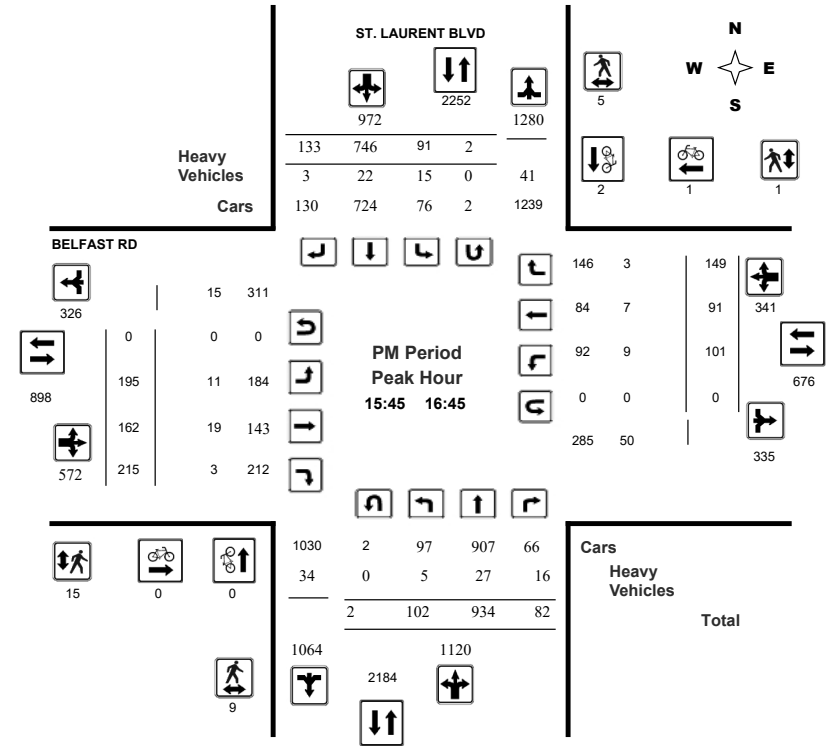 ST. LAURENT BLVD
N
W E
S
2252
5
972 1280
133 746 91 2
Heavy
Vehicles
3 22 15 0 41
Cars
130 724 76 2 1239
2 1 1
BELFAST RD
326
15 311
0 0 0
898
195 11 184
162 19 143
572
215 3 212
PM Period
Peak Hour
15:45 16:45
146 3 149
84 7 91
341
92 9 101
676
0 0 0
285 50
335
1030 2 97 907 66
34 0 5 27 16
2 102 934 82
Cars
Heavy
Vehicles
Total
15 0 0
1064 1120
2184
9